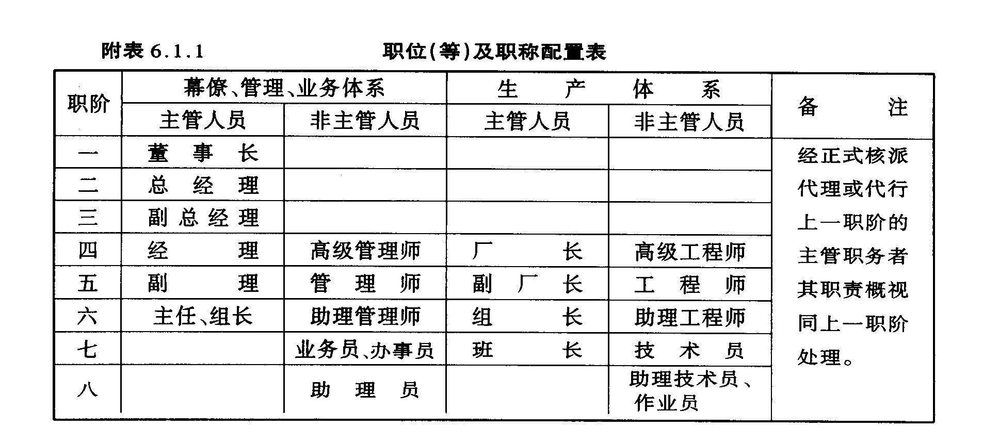 附表 6.1.1 职位(等)及职称配置表
职阶 幕僚、管理、业务体系 生产体系 备注
主管人员 非主管人员 主管人员 非主管人员
一 董事长
二 总经理
三 副总经理
四 经理 高级管理师 厂长 高级工程师
五 副理 管理师 副厂长 工程师
六 主任、组长 助理管理师 组长 助理工程师
七 业务员、办事员 班长 技术员
八 助理员 助理技术员、
作业员
经正式核派
代理或代行
上一职阶的
主管职务者
其职责概视
同上一职阶
处理。